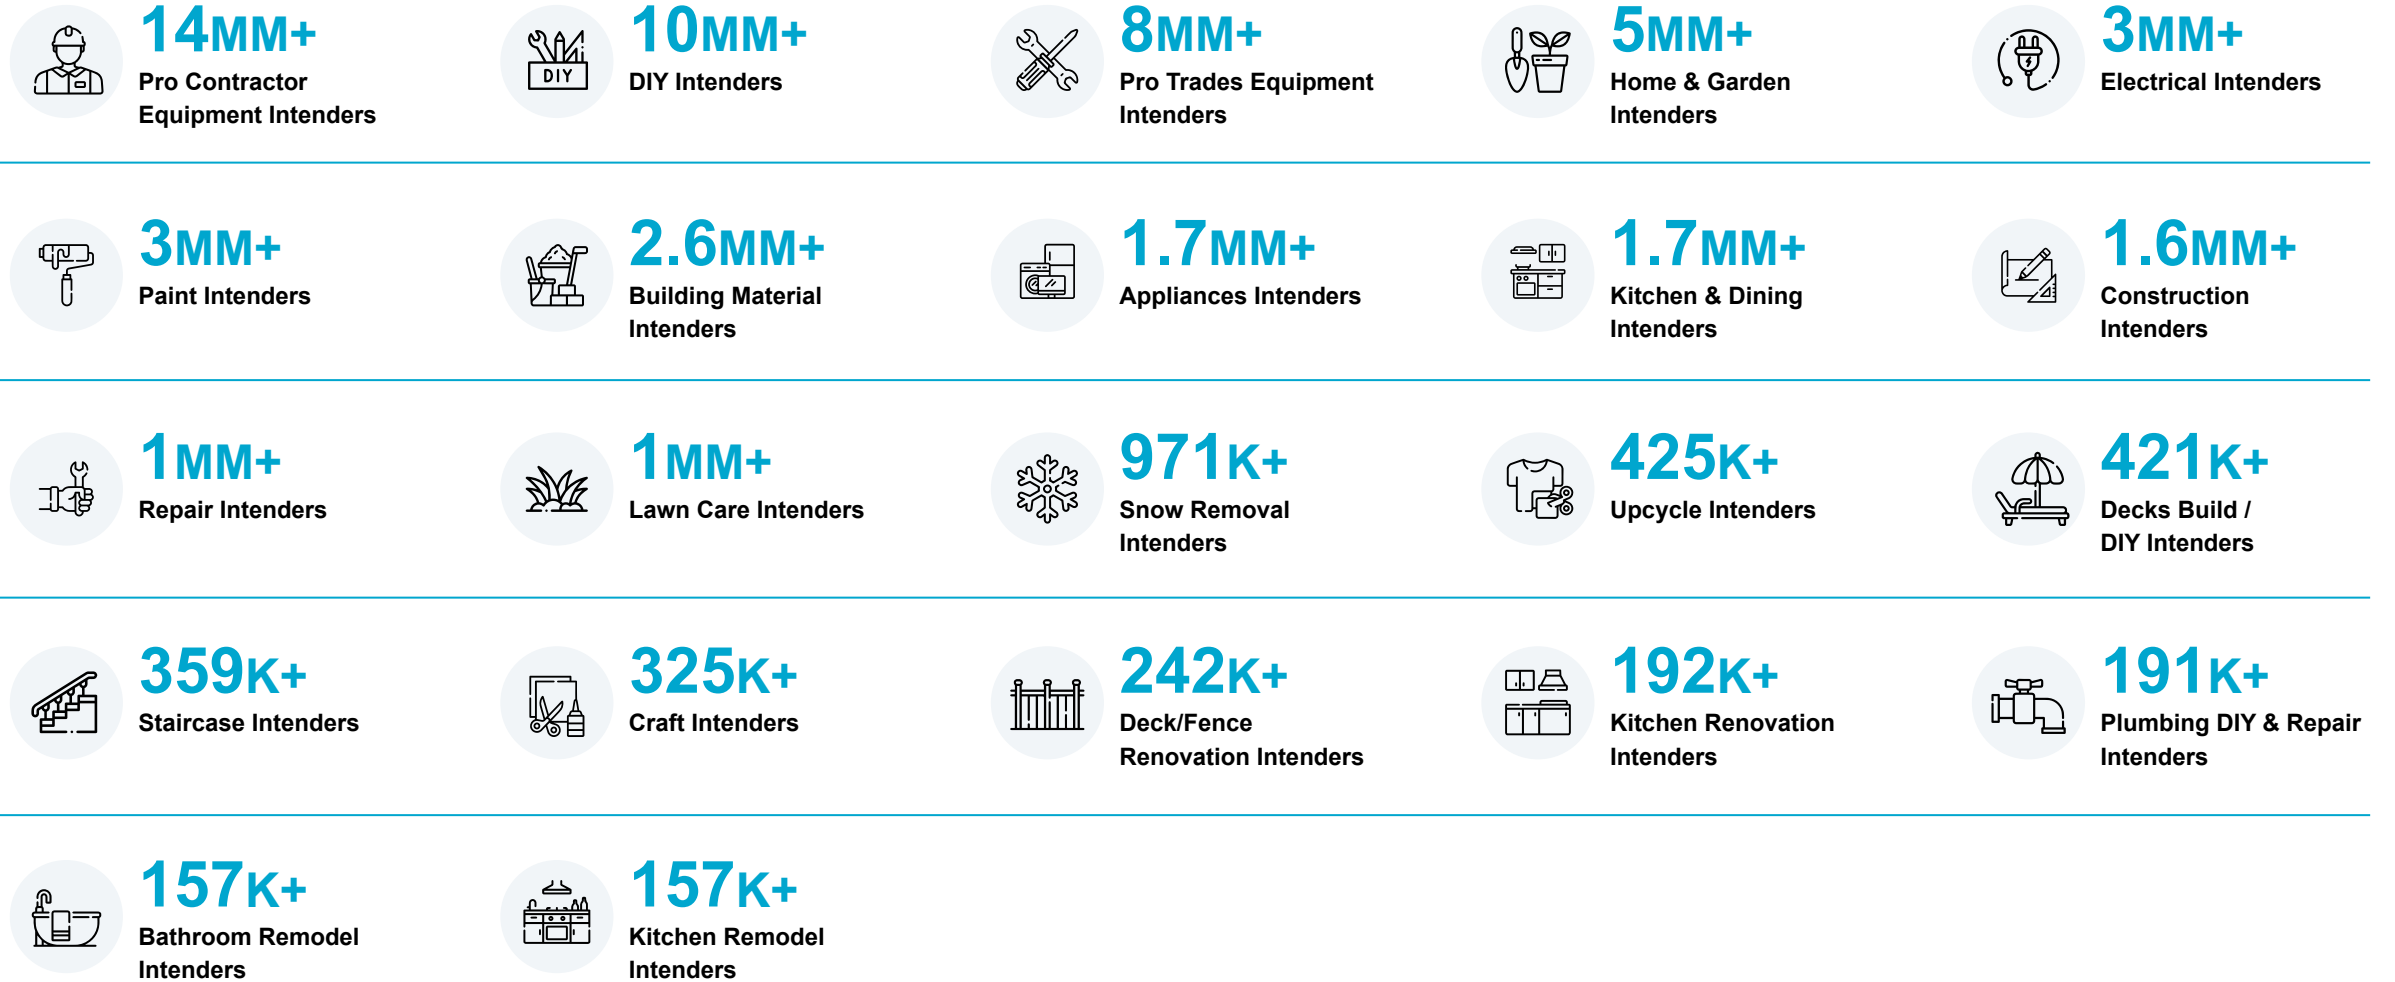 14MM+
Pro Contractor
Equipment Intenders
DIY
10MM+
DIY Intenders
8MM+
Pro Trades Equipment
Intenders
5MM+
Home & Garden
Intenders
3MM+
Electrical Intenders
3MM+
Paint Intenders
2.6MM+
Building Material
Intenders
1.7MM+
Appliances Intenders
1.7MM+
Kitchen & Dining
Intenders
1.6MM+
Construction
Intenders
1MM+
Repair Intenders
1MM+
Lawn Care Intenders
971K+
Snow Removal
Intenders
425K+
Upcycle Intenders
421K+
Decks Build /
DIY Intenders
359K+
Staircase Intenders
325K+
Craft Intenders
242K+
Deck/Fence
Renovation Intenders
192K+
Kitchen Renovation
Intenders
191K+
Plumbing DIY & Repair
Intenders
157K+
Bathroom Remodel
Intenders
157K+
Kitchen Remodel
Intenders